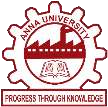 ANNA UNIVERSITY
PROGRESS THROUGH KNOWLEDGE